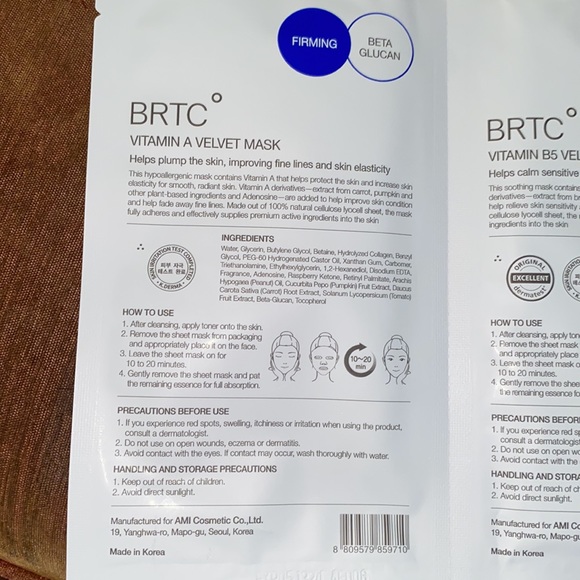 FIRMING
BETA
GLUCAN
BRTC°
VITAMIN A VELVET MASK
Helps plump the skin, improving fine lines and skin elasticity
This hypoallergenic mask contains Vitamin A that helps protect the skin and increase skin
elasticity for smooth, radiant skin. Vitamin A derivatives—extract from carrot, pumpkin and
other plant-based ingredients and Adenosine—are added to help improve skin condition
and help fade away fine lines. Made out of 100% natural cellulose lyocell sheet, the mask
fully adheres and effectively supplies premium active ingredients into the skin
INGREDIENTS
Water, Glycerin, Butylene Glycol, Betaine, Hydrolyzed Collagen, Benzyl
Glycol, PEG-60 Hydrogenated Castor Oil, Xanthan Gum, Carbomer,
Triethanolamine, Ethylhexylglycerin, 1,2-Hexanediol, Disodium EDTA,
Fragrance, Adenosine, Raspberry Ketone, Retinyl Palmitate, Arachis
Hypogaea (Peanut) Oil, Cucurbita Pepo (Pumpkin) Fruit Extract, Daucus
Carota Sativa (Carrot) Root Extract, Solanum Lycopersicum (Tomato)
Fruit Extract, Beta-Glucan, Tocopherol
NON IRRITATION TEST COMPLETED
피부 자극
테스트 완료
K.DERMA
HOW TO USE
1. After cleansing, apply toner onto the skin.
2. Remove the sheet mask from packaging
and appropriately place it on the face.
3. Leave the sheet mask on for
10 to 20 minutes.
4. Gently remove the sheet mask and pat
the remaining essence for full absorption.
10~20
min
PRECAUTIONS BEFORE USE
1. If you experience red spots, swelling, itchiness or irritation when using the product,
consult a dermatologist.
2. Do not use on open wounds, eczema or dermatitis.
3. Avoid contact with the eyes. If contact may occur, wash thoroughly with water.
HANDLING AND STORAGE PRECAUTIONS
1. Keep out of reach of children.
2. Avoid direct sunlight.
Manufactured for AMI Cosmetic Co.,Ltd.
19, Yanghwa-ro, Mapo-gu, Seoul, Korea
Made in Korea
8 809579 859710
BRTC°
VITAMIN B5 VEL
Helps calm sensitive
This soothing mask contains
derivatives—extract from b
help relieve skin sensitivity
cellulose lyocell sheet, the
ingredients into the skin
ORIGINAL
EXCELLENT
dermatest
HOW TO USE
1. After cleansing, apply ton
2. Remove the sheet mask
and appropriately place
3. Leave the sheet mask o
10 to 20 minutes.
4. Gently remove the shee
the remaining essence fo
PRECAUTIONS BEFOR
1. If you experience red sp
consult a dermatologis
2. Do not use on open wo
3. Avoid contact with the e
HANDLING AND STORA
1. Keep out of reach of ch
2. Avoid direct sunlight.
Manufactured for AMI Co
19, Yanghwa-ro, Mapo-gu
Made in Korea